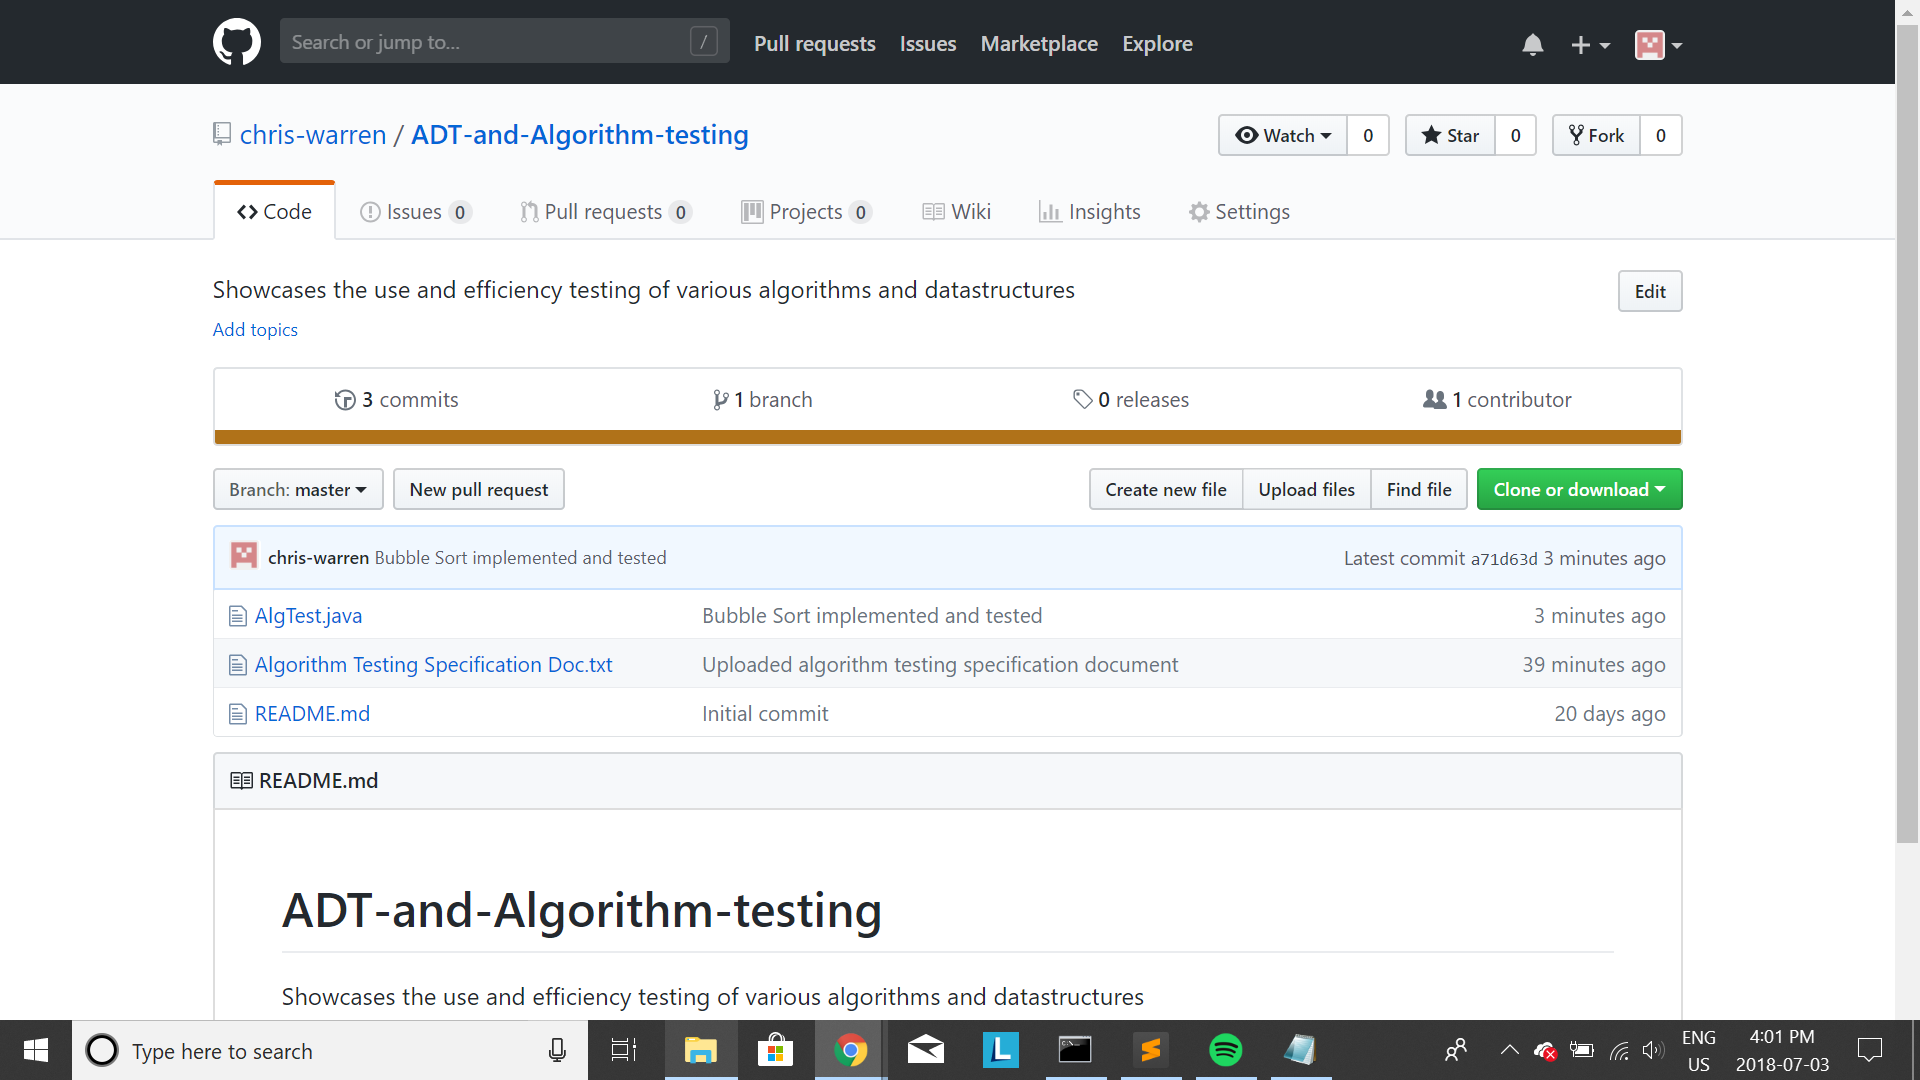 Search or jump to... /
Pull requests Issues Marketplace Explore
chris-warren / ADT-and-Algorithm-testing
Watch 0 Star 0 Fork 0
Code Issues 0 Pull requests 0 Projects 0 Wiki Insights Settings
Showcases the use and efficiency testing of various algorithms and datastructures
Edit
Add topics
3 commits 1 branch 0 releases 1 contributor
Branch: master New pull request Create new file Upload files Find file Clone or download
chris-warren Bubble Sort implemented and tested Latest commit a71d63d 3 minutes ago
AlgTest.java Bubble Sort implemented and tested 3 minutes ago
Algorithm Testing Specification Doc.txt Uploaded algorithm testing specification document 39 minutes ago
README.md Initial commit 20 days ago
README.md
ADT-and-Algorithm-testing
Showcases the use and efficiency testing of various algorithms and datastructures
Type here to search
L
ENG
US
4:01 PM
2018-07-03